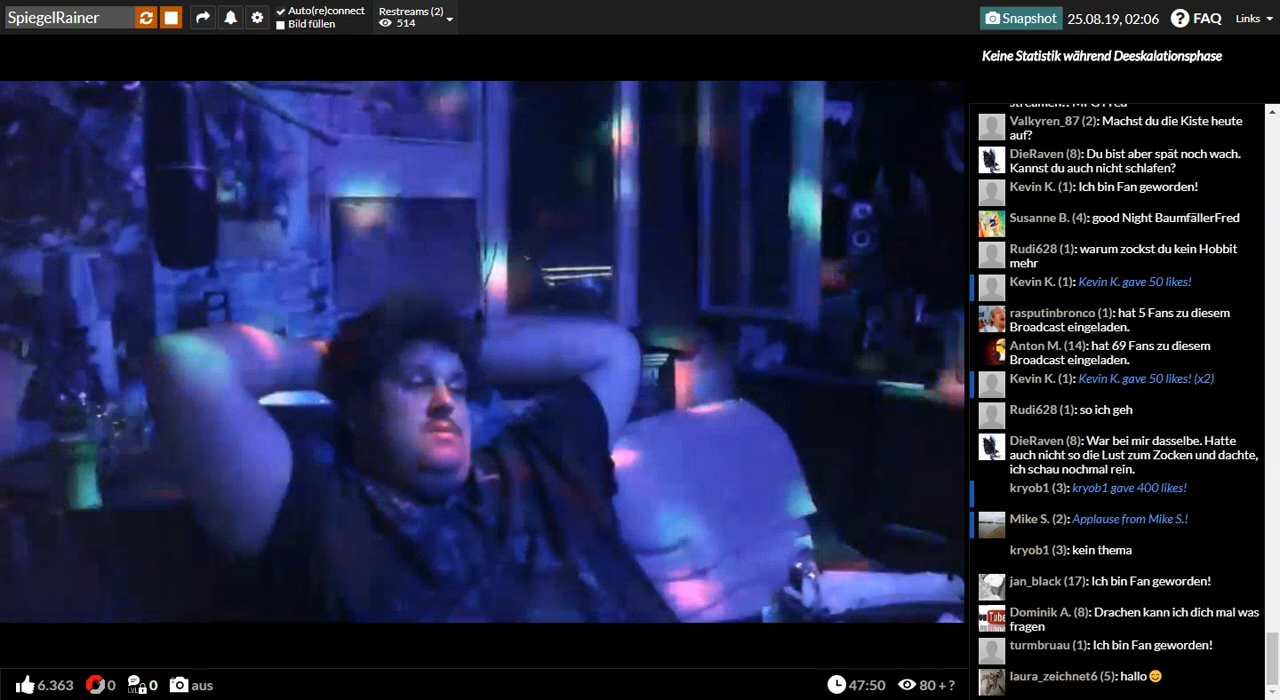 SpiegelRainer
Auto(re)connect
Bild füllen
Restreams (2)
514
Snapshot
25.08.19, 02:06
? FAQ
Links
Keine Statistik während Deeskalationsphase
Valkyren_87 (2): Machst du die Kiste heute
auf?
DieRaven (8): Du bist aber spät noch wach.
Kannst du auch nicht schlafen?
Kevin K. (1): Ich bin Fan geworden!
Susanne B. (4): good Night BaumfällerFred
Rudi628 (1): warum zockst du kein Hobbit
mehr
Kevin K. (1): Kevin K. gave 50 likes!
rasputinbronco (1): hat 5 Fans zu diesem
Broadcast eingeladen.
Anton M. (14): hat 69 Fans zu diesem
Broadcast eingeladen.
Kevin K. (1): Kevin K. gave 50 likes! (x2)
Rudi628 (1): so ich geh
DieRaven (8): War bei mir dasselbe. Hatte
auch nicht so die Lust zum Zocken und dachte,
ich schau nochmal rein.
kryob1 (3): kryob1 gave 400 likes!
Mike S. (2): Applause from Mike S.!
kryob1 (3): kein thema
jan_black (17): Ich bin Fan geworden!
Dominik A. (8): Drachen kann ich dich mal was
fragen
turmbruau (1): Ich bin Fan geworden!
laura_zeichnet6 (5): hallo 😊
6.363
0
LVL
0
aus
47:50
80 + ?